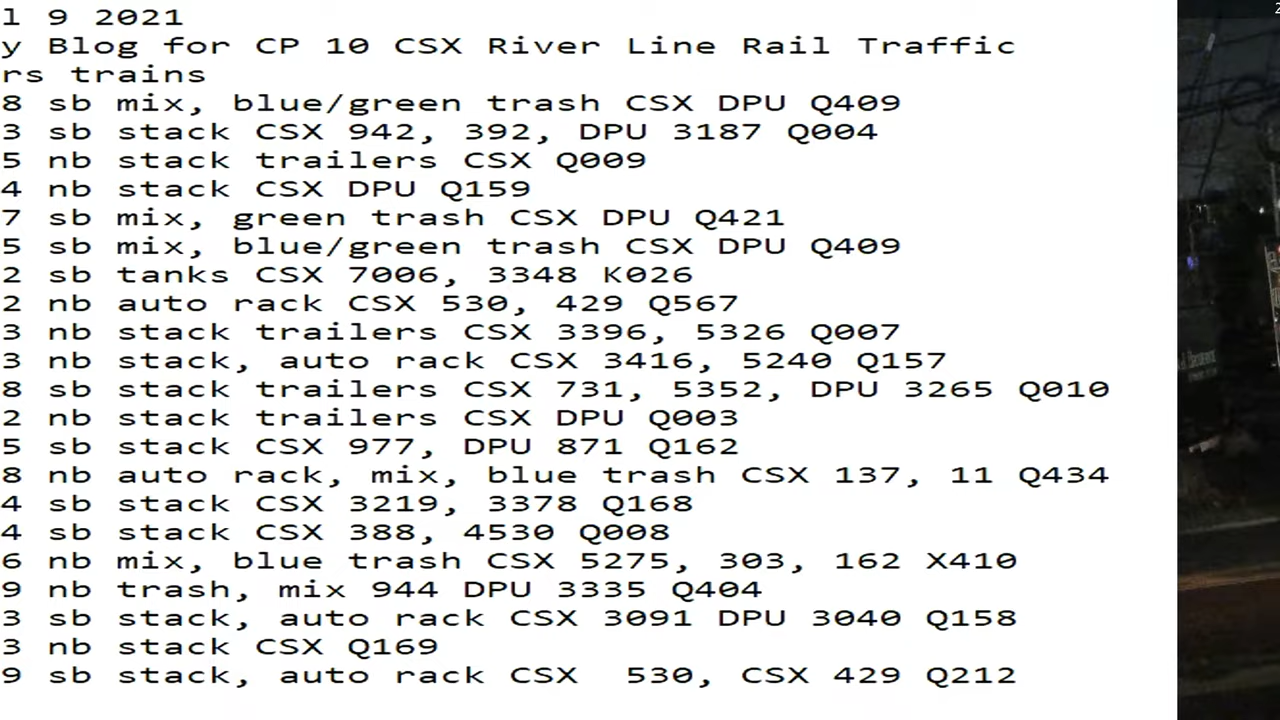 l 9 2021
y Blog for CP 10 CSX River Line Rail Traffic
rs trains
8 sb mix, blue/green trash CSX DPU Q409
3 sb stack CSX 942, 392, DPU 3187 Q004
5 nb stack trailers CSX Q009
4 nb stack CSX DPU Q159
7 sb mix, green trash CSX DPU Q421
5 sb mix, blue/green trash CSX DPU Q409
2 sb tanks CSX 7006, 3348 K026
2 nb auto rack CSX 530, 429 Q567
3 nb stack trailers CSX 3396, 5326 Q007
3 nb stack, auto rack CSX 3416, 5240 Q157
8 sb stack trailers CSX 731, 5352, DPU 3265 Q010
2 nb stack trailers CSX DPU Q003
5 sb stack CSX 977, DPU 871 Q162
8 nb auto rack, mix, blue trash CSX 137, 11 Q434
4 sb stack CSX 3219, 3378 Q168
4 sb stack CSX 388, 4530 Q008
6 nb mix, blue trash CSX 5275, 303, 162 X410
9 nb trash, mix 944 DPU 3335 Q404
3 sb stack, auto rack CSX 3091 DPU 3040 Q158
3 nb stack CSX Q169
9 sb stack, auto rack CSX  530, CSX 429 Q212